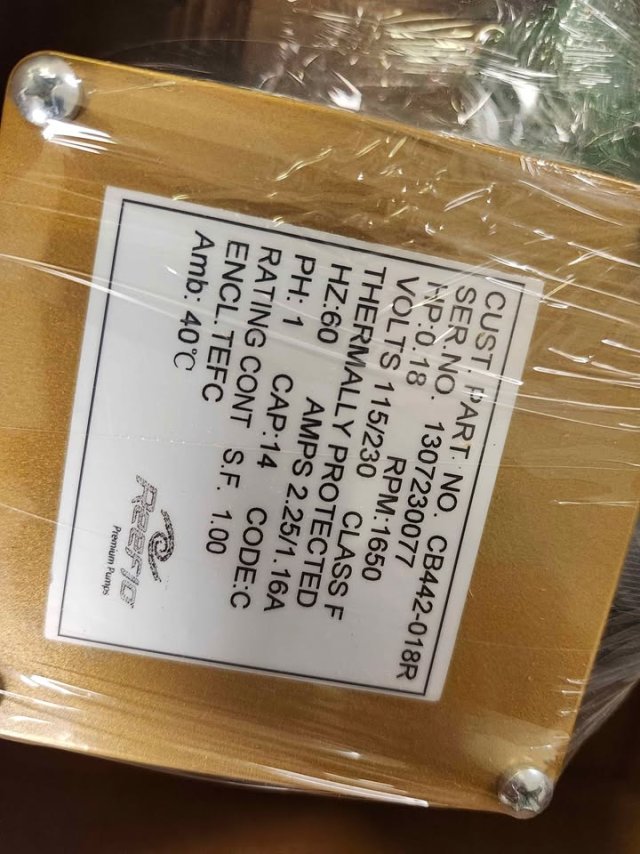 CUST. PART. NO. CB442-018R
SER.NO. 1307230077
HP:0.18 RPM:1650
VOLTS 115/230 CLASS F
THERMALLY PROTECTED
HZ:60 AMPS 2.25/1.16A
PH: 1 CAP:14 CODE:C
RATING CONT S.F. 1.00
ENCL.TEFC
Amb: 40℃
Reeflo
Premium Pumps